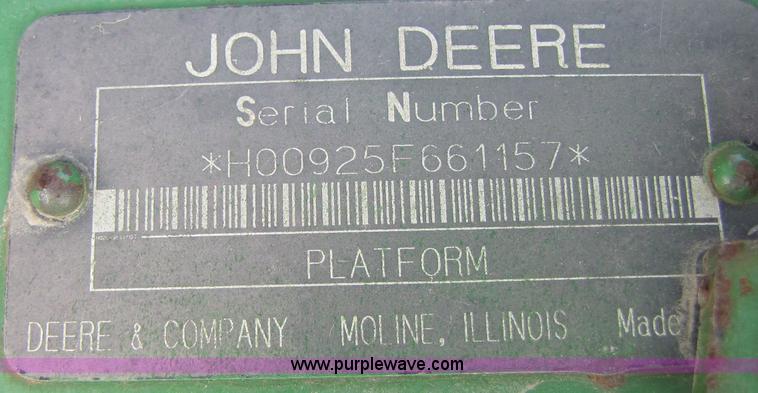 JOHN DEERE
Serial Number
*H00925F661157*
PLATFORM
DEERE & COMPANY MOLINE, ILLINOIS Made
www.purplewave.com